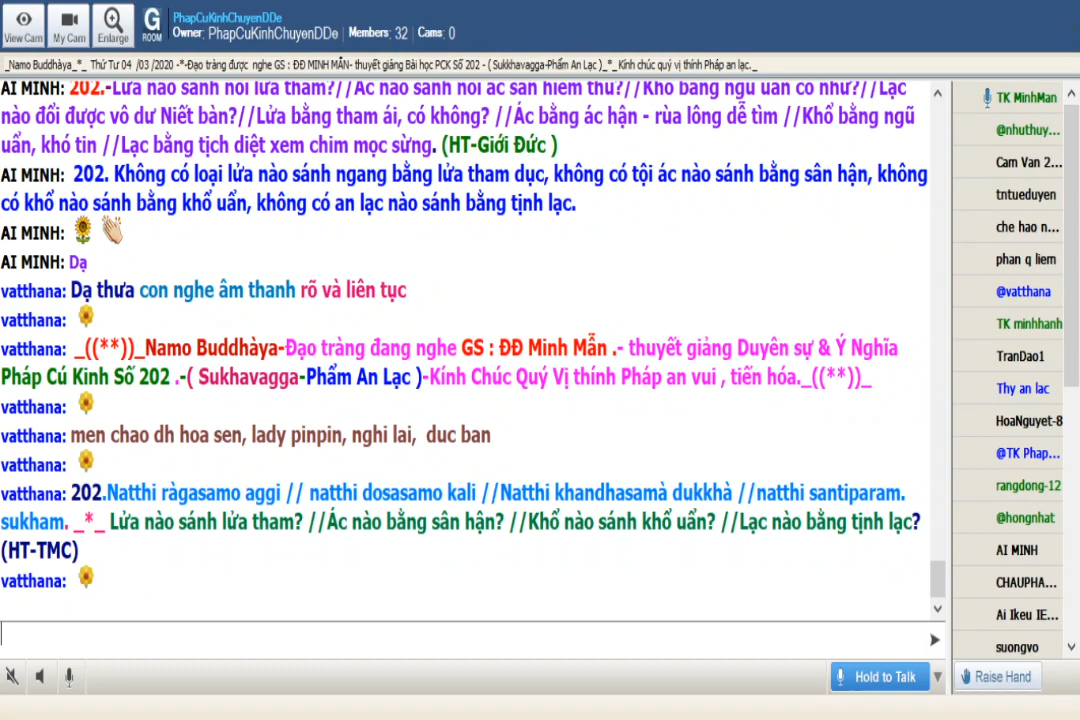 View Cam
My Cam
Enlarge
G
ROOM
PhapCuKinhChuyenDDe
Owner: PhapCuKinhChuyenDDe Members: 32 Cams: 0
_Namo Buddhàya_*_ Thứ Tư 04 /03 /2020 -*-Đạo tràng được nghe GS : ĐĐ MINH MẪN- thuyết giảng Bài học PCK Số 202 - ( Sukkhavagga-Phẩm An Lạc )_*_Kính chúc quý vị thính Pháp an lạc._
AI MINH: 202.-Lửa nào sánh nổi lửa tham?//Ác nào sánh nổi ác sân hiềm thù?//Khổ bằng ngũ uẩn có như?//Lạc
nào đổi được vô dư Niết bàn?//Lửa bằng tham ái, có không? //Ác bằng ác hận - rùa lông dễ tìm //Khổ bằng ngũ
uẩn, khó tin //Lạc bằng tịch diệt xem chim mọc sừng. (HT-Giới Đức )
AI MINH: 202. Không có loại lửa nào sánh ngang bằng lửa tham dục, không có tội ác nào sánh bằng sân hận, không
có khổ nào sánh bằng khổ uẩn, không có an lạc nào sánh bằng tịnh lạc.
AI MINH: 🌻 👏
AI MINH: Dạ
vatthana: Dạ thưa con nghe âm thanh rõ và liên tục
vatthana: 🌼
vatthana: _((**))_Namo Buddhàya-Đạo tràng đang nghe GS : ĐĐ Minh Mẫn .- thuyết giảng Duyên sự & Ý Nghĩa
Pháp Cú Kinh Số 202 .-( Sukhavagga-Phẩm An Lạc )-Kính Chúc Quý Vị thính Pháp an vui , tiến hóa._((**))_
vatthana: 🌼
vatthana: men chao dh hoa sen, lady pinpin, nghi lai, duc ban
vatthana: 🌼
vatthana: 202.Natthi ràgasamo aggi // natthi dosasamo kali //Natthi khandhasamà dukkhà //natthi santiparam.
sukham. _*_ Lửa nào sánh lửa tham? //Ác nào bằng sân hận? //Khổ nào sánh khổ uẩn? //Lạc nào bằng tịnh lạc?
(HT-TMC)
vatthana: 🌼
TK MinhMan
@nhuthuy...
Cam Van 2...
tntueduyen
che hao n...
phan q liem
@vatthana
TK minhhanh
TranDao1
Thy an lac
HoaNguyet-8
@TK Phap...
rangdong-12
@hongnhat
AI MINH
CHAUPHA...
Ai Ikeu IE...
suongvo
Hold to Talk
Raise Hand